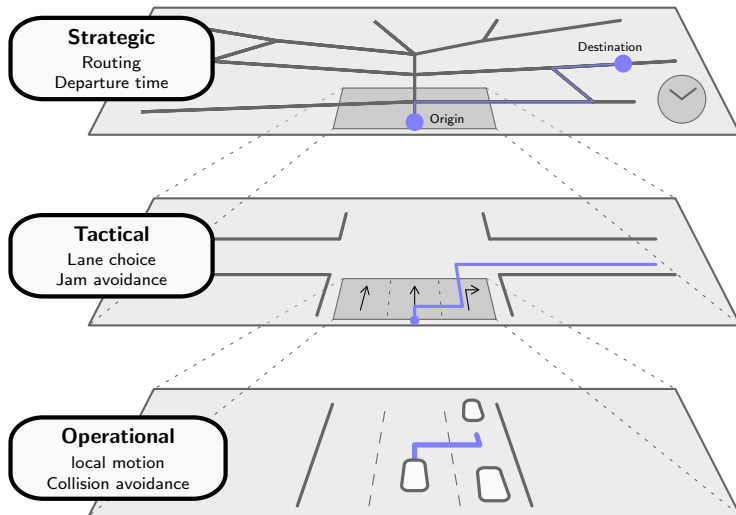 Strategic
Routing
Departure time
Destination
Origin
Tactical
Lane choice
Jam avoidance
Operational
local motion
Collision avoidance